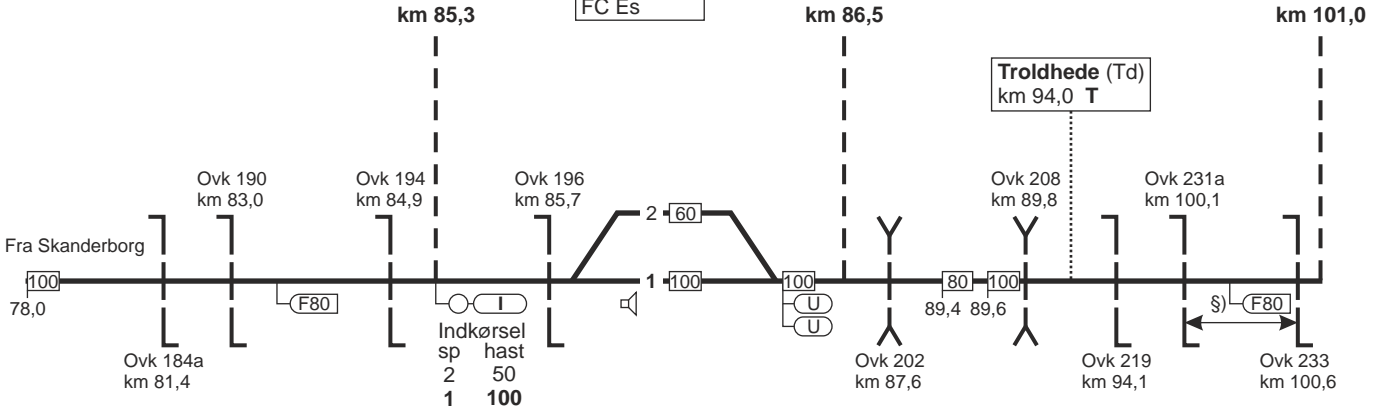 FC Es
km 85,3
km 86,5
km 101,0
Troldhede (Td)
km 94,0 T
Ovk 190
km 83,0
Ovk 194
km 84,9
Ovk 196
km 85,7
Ovk 208
km 89,8
Ovk 231a
km 100,1
2 60
Fra Skanderborg
100
1 100
100
80
100
78,0
F80
I
U
U
89,4
89,6
§)
F80
Indkørsel
sp hast
2 50
1 100
Ovk 184a
km 81,4
Ovk 202
km 87,6
Ovk 219
km 94,1
Ovk 233
km 100,6